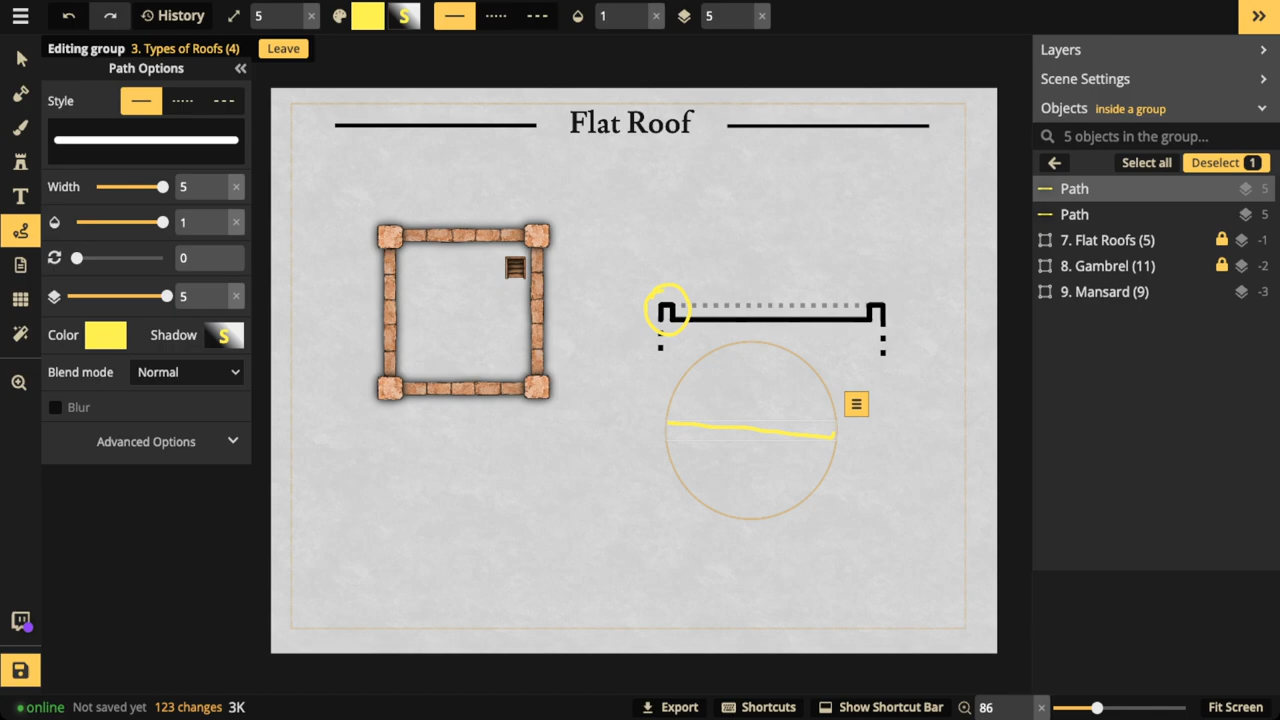 History
5
S
1
5
Editing group 3. Types of Roofs (4)
Leave
Path Options
Style
Width
5
1
0
5
Color
Shadow
S
Blend mode
Normal
Blur
Advanced Options
Flat Roof
Layers
Scene Settings
Objects inside a group
5 objects in the group...
Select all
Deselect 1
Path 5
Path 5
7. Flat Roofs (5) -1
8. Gambrel (11) -2
9. Mansard (9) -3
online
Not saved yet
123 changes
3K
Export
Shortcuts
Show Shortcut Bar
86
Fit Screen